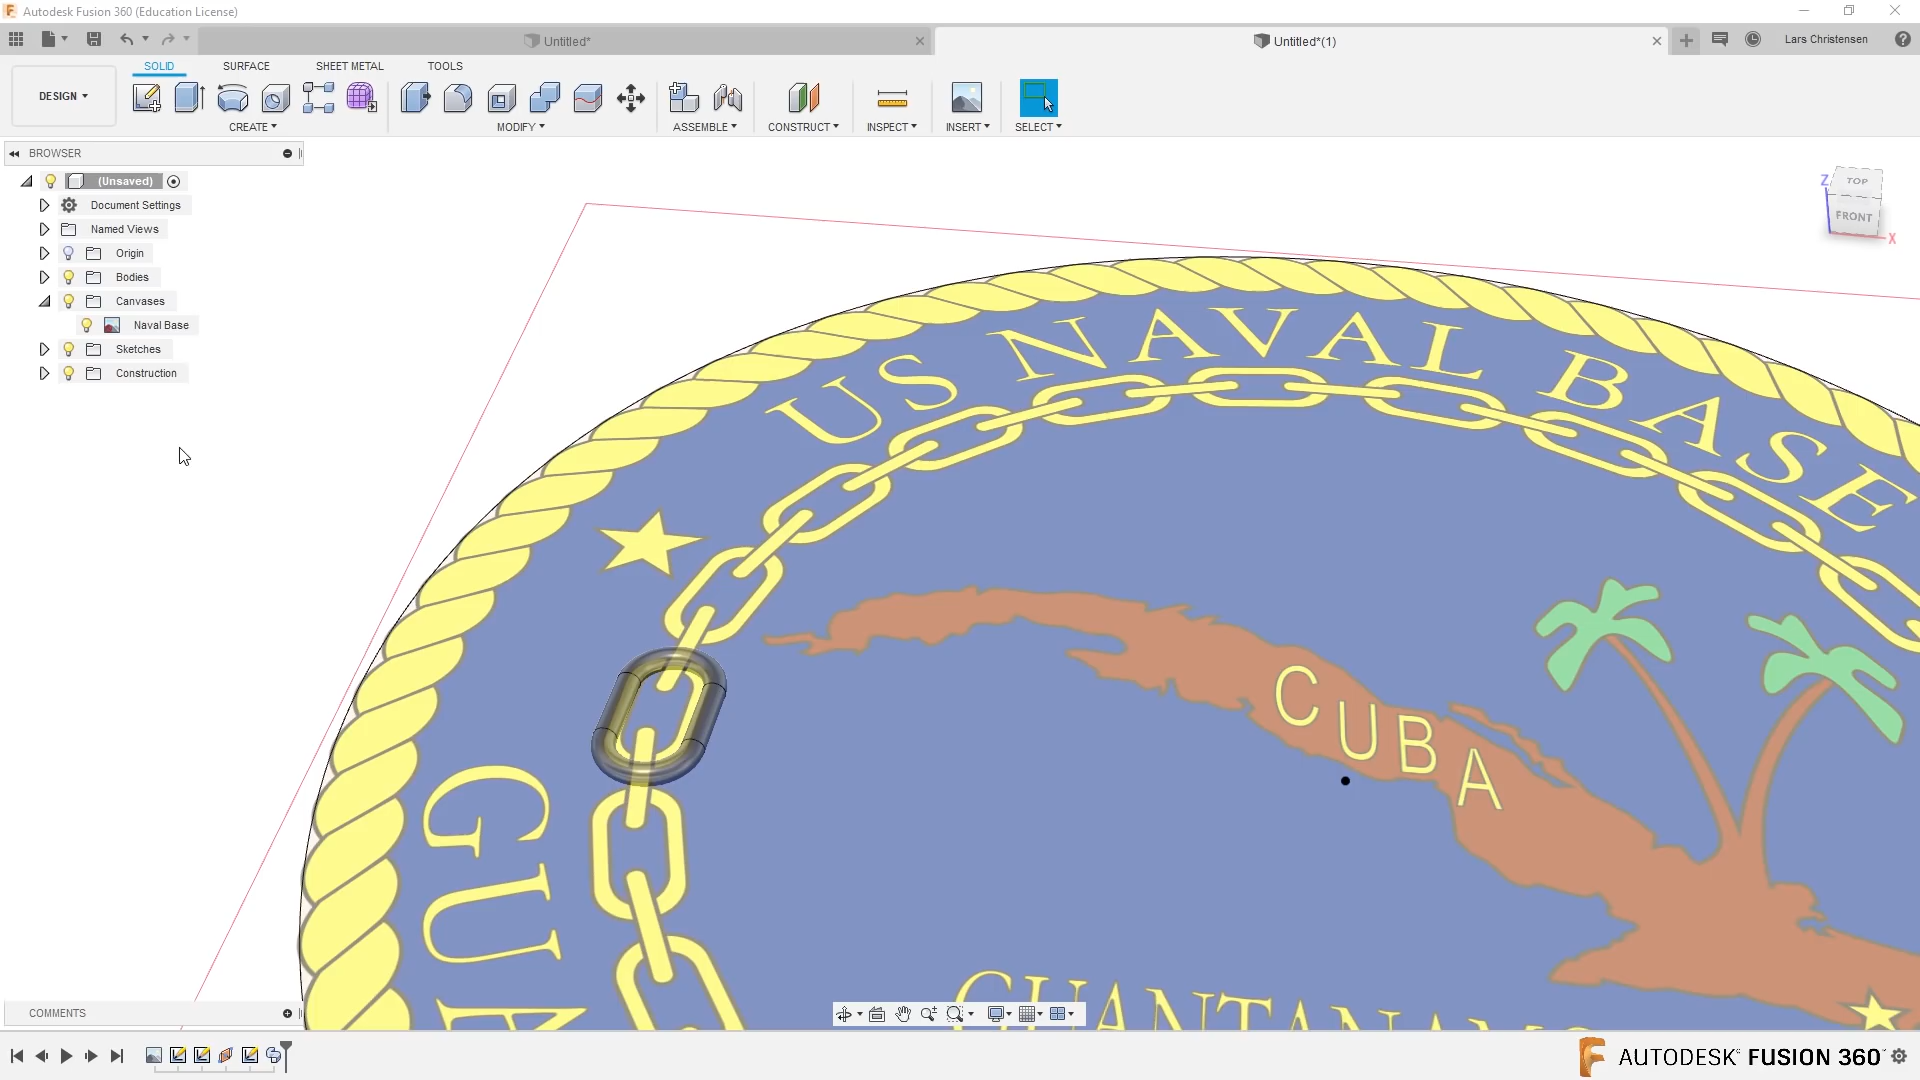 Autodesk Fusion 360 (Education License)
Untitled*
Untitled*(1)
Lars Christensen
DESIGN
SOLID
SURFACE
SHEET METAL
TOOLS
CREATE
MODIFY
ASSEMBLE
CONSTRUCT
INSPECT
INSERT
SELECT
BROWSER
(Unsaved)
Document Settings
Named Views
Origin
Bodies
Canvases
Naval Base
Sketches
Construction
Z
TOP
FRONT
X
US NAVAL BASE
CUBA
GUA
GUANTANAMO
COMMENTS
AUTODESK FUSION 360